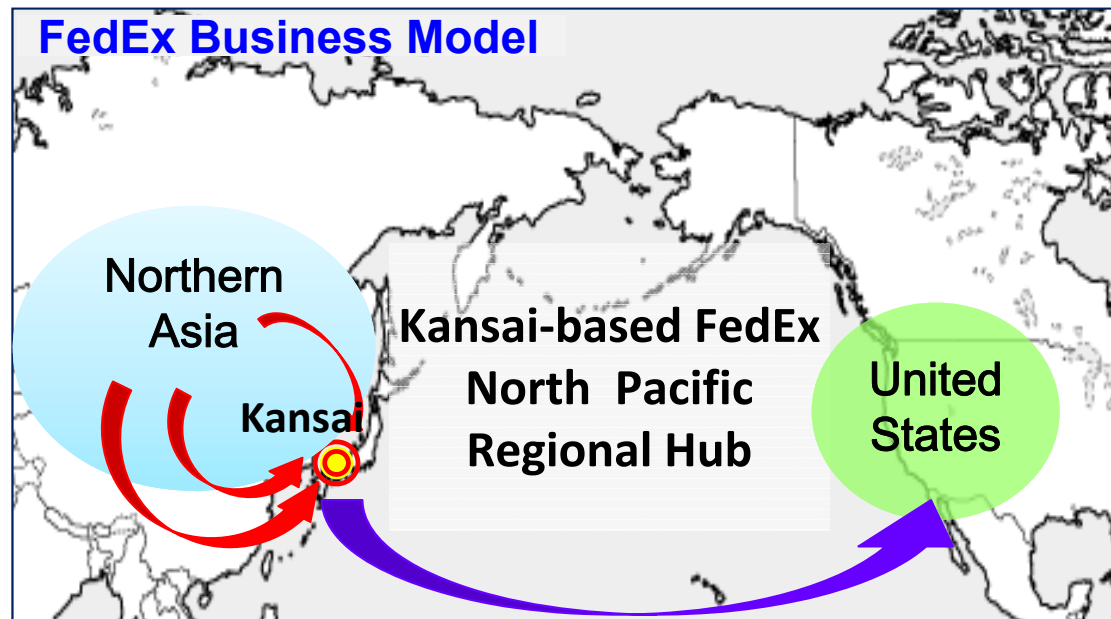 FedEx Business Model
Northern
Asia
Kansai
Kansai-based FedEx
North Pacific
Regional Hub
United
States